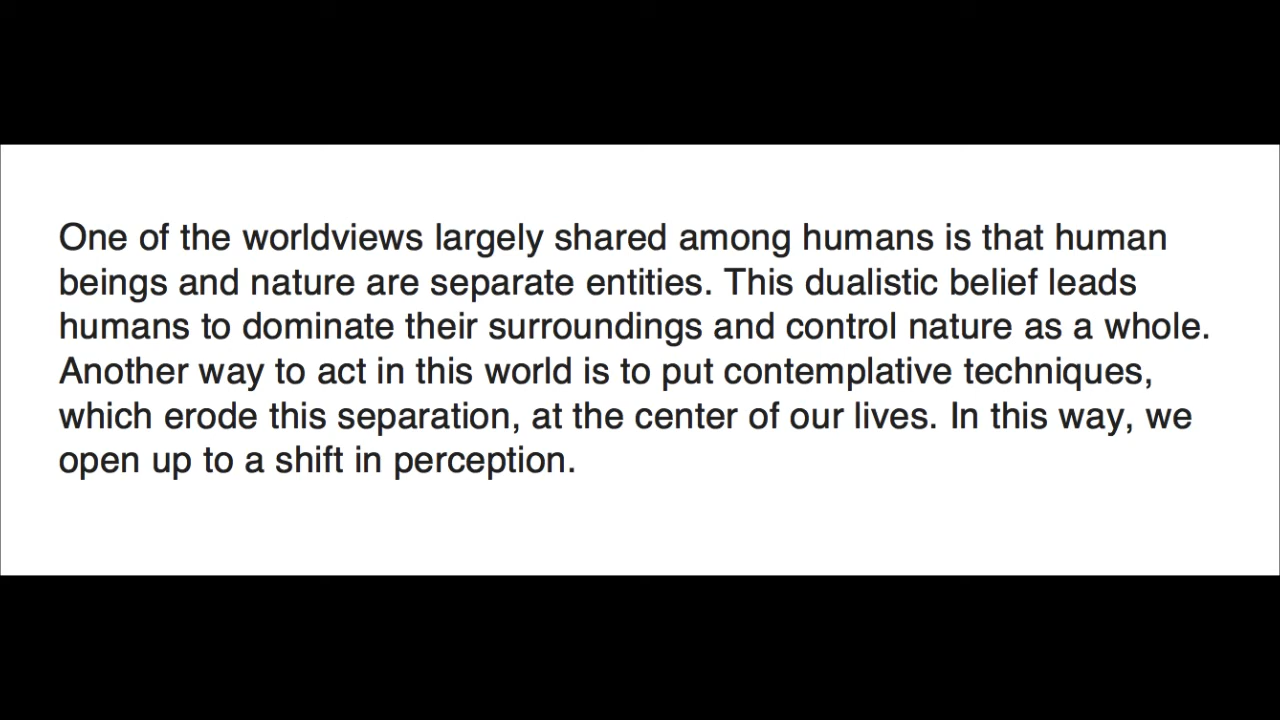 One of the worldviews largely shared among humans is that human
beings and nature are separate entities. This dualistic belief leads
humans to dominate their surroundings and control nature as a whole.
Another way to act in this world is to put contemplative techniques,
which erode this separation, at the center of our lives. In this way, we
open up to a shift in perception.